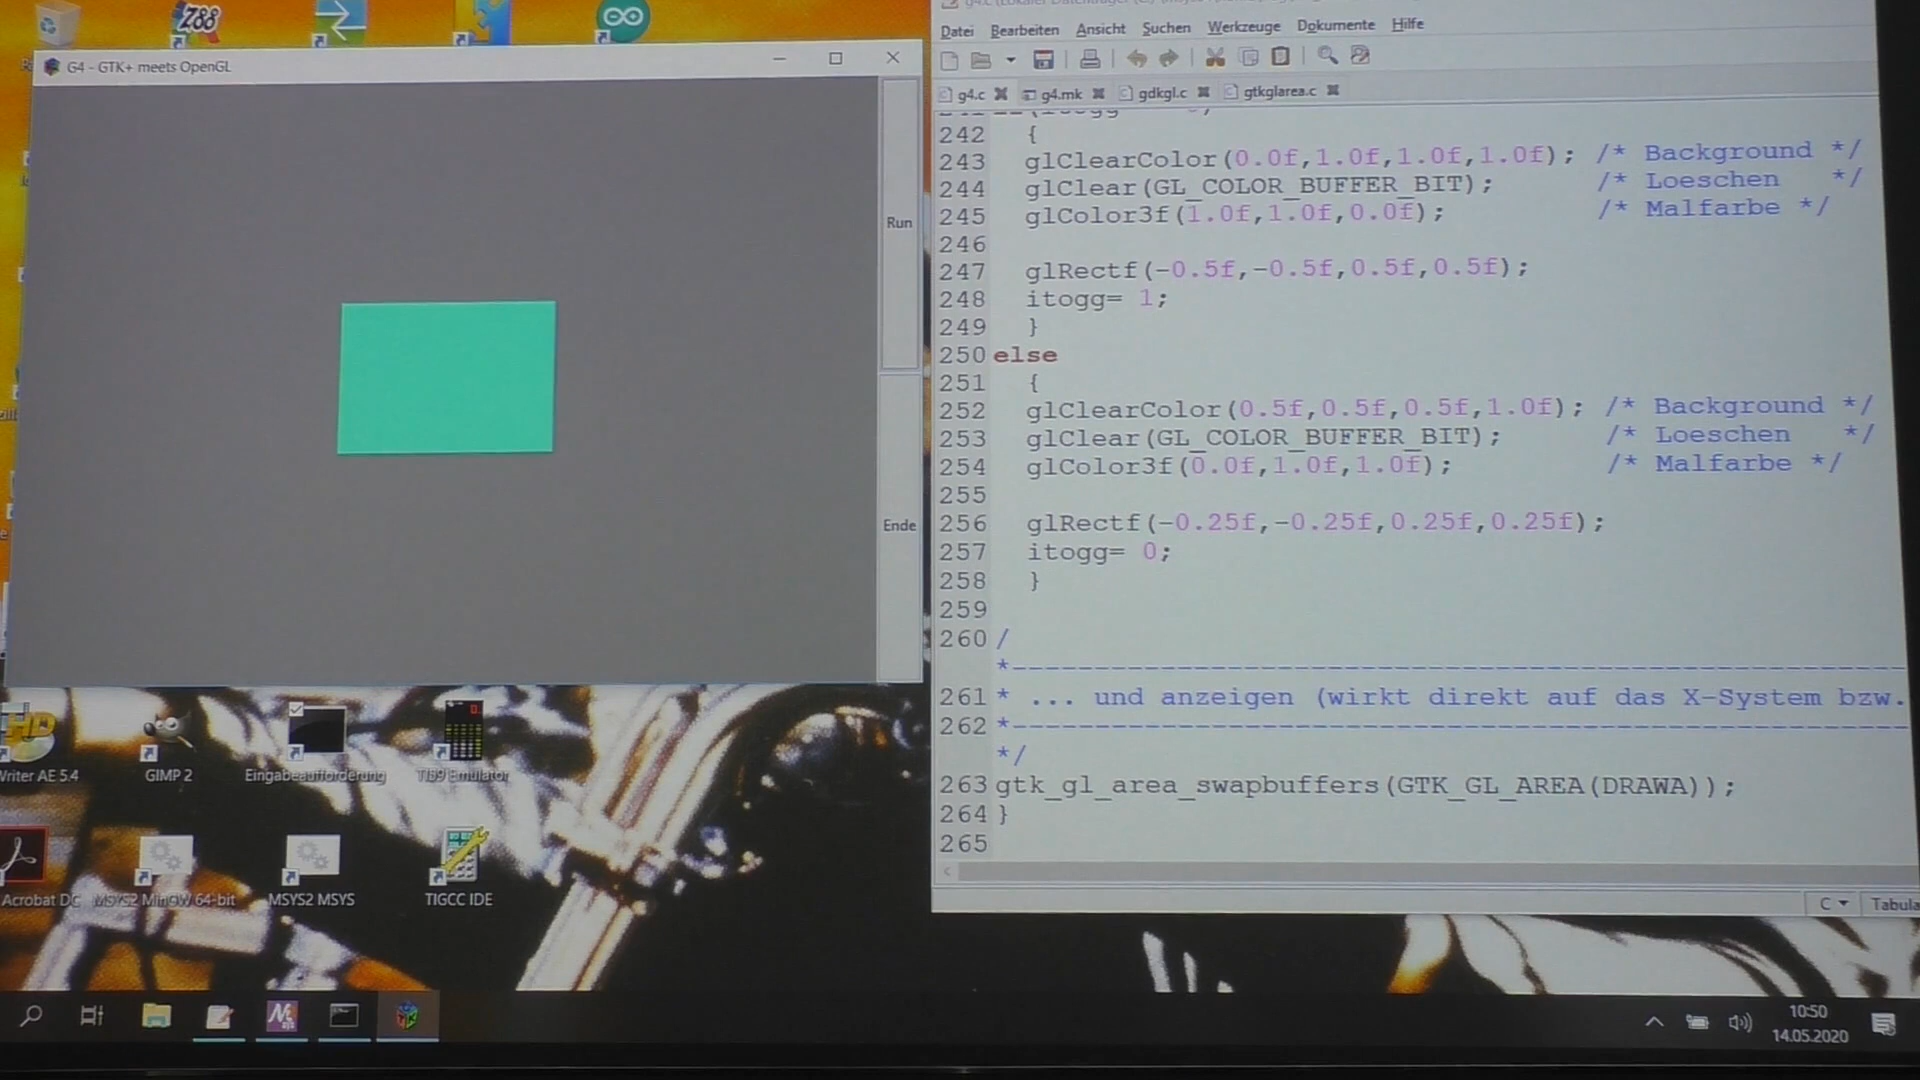 Z88
G4 - GTK+ meets OpenGL
Run
Ende
Datei Bearbeiten Ansicht Suchen Werkzeuge Dokumente Hilfe
g4.c g4.mk gdkgl.c gtkglarea.c
242 {
243 glClearColor(0.0f,1.0f,1.0f,1.0f); /* Background */
244 glClear(GL_COLOR_BUFFER_BIT); /* Loeschen */
245 glColor3f(1.0f,1.0f,0.0f); /* Malfarbe */
246
247 glRectf(-0.5f,-0.5f,0.5f,0.5f);
248 itogg= 1;
249 }
250 else
251 {
252 glClearColor(0.5f,0.5f,0.5f,1.0f); /* Background */
253 glClear(GL_COLOR_BUFFER_BIT); /* Loeschen */
254 glColor3f(0.0f,1.0f,1.0f); /* Malfarbe */
255
256 glRectf(-0.25f,-0.25f,0.25f,0.25f);
257 itogg= 0;
258 }
259
260 /
*----------------------------------------------------------
261 * ... und anzeigen (wirkt direkt auf das X-System bzw.
262 *----------------------------------------------------------
*/
263 gtk_gl_area_swapbuffers(GTK_GL_AREA(DRAWA));
264 }
265
C Tabula
HD
Writer AE 5.4 GIMP 2 Eingabeaufforderung TI89 Emulator
Acrobat DC MSYS2 MinGW 64-bit MSYS2 MSYS TIGCC IDE
10:50
14.05.2020